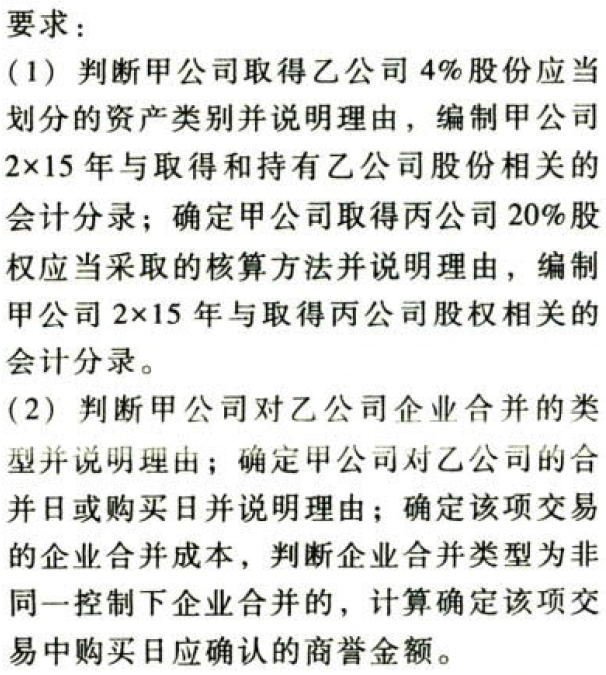 要求：
(1) 判断甲公司取得乙公司 4%股份应当
划分的资产类别并说明理由，编制甲公司
2×15 年与取得和持有乙公司股份相关的
会计分录；确定甲公司取得丙公司 20%股
权应当采取的核算方法并说明理由，编制
甲公司 2×15 年与取得丙公司股权相关的
会计分录。
(2) 判断甲公司对乙公司企业合并的类
型并说明理由；确定甲公司对乙公司的合
并日或购买日并说明理由；确定该项交易
的企业合并成本，判断企业合并类型为非
同一控制下企业合并的，计算确定该项交
易中购买日应确认的商誉金额。